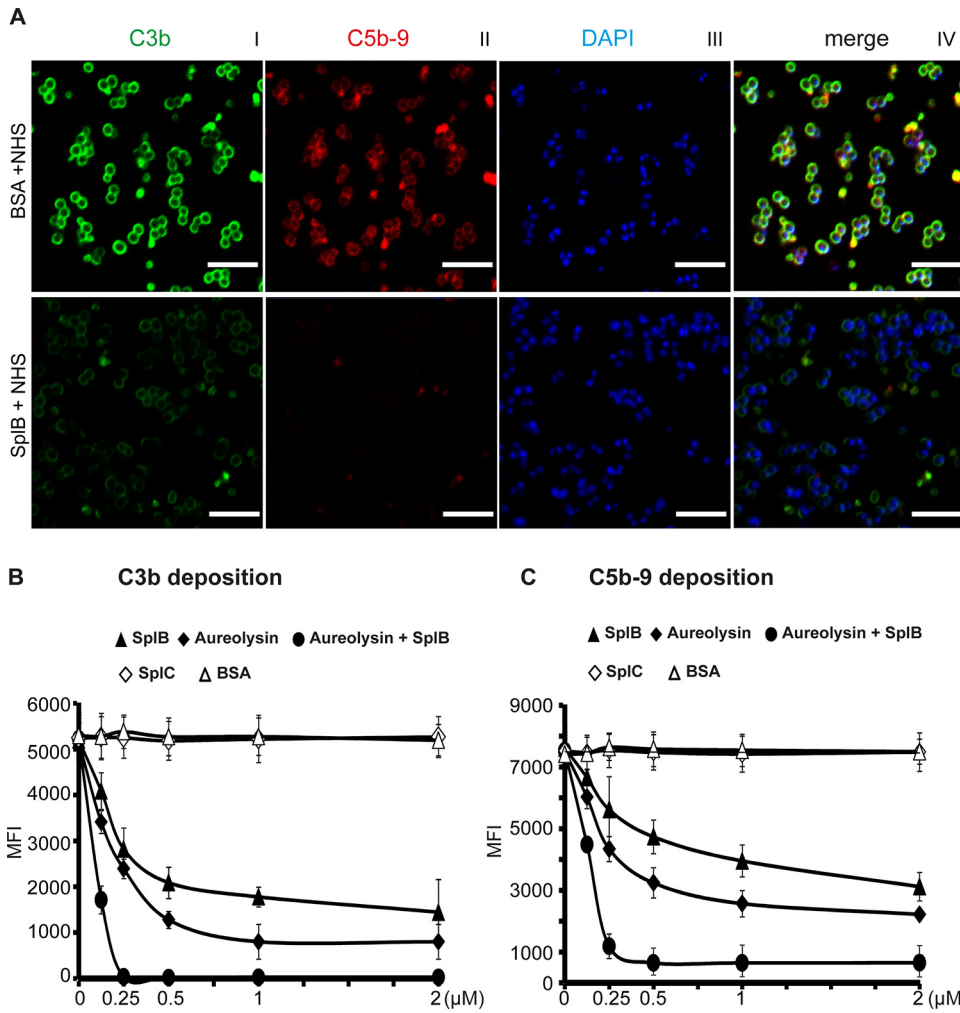 A
C3b I C5b-9 II DAPI III merge IV
BSA +NHS
SplB + NHS
B C3b deposition
SplB Aureolysin Aureolysin + SplB
SplC BSA
6000
5000
4000
3000
2000
1000
0
MFI
0 0.25 0.5 1 2 (µM)
C C5b-9 deposition
SplB Aureolysin Aureolysin + SplB
SplC BSA
9000
7000
5000
3000
1000
0
MFI
0 0.25 0.5 1 2 (µM)